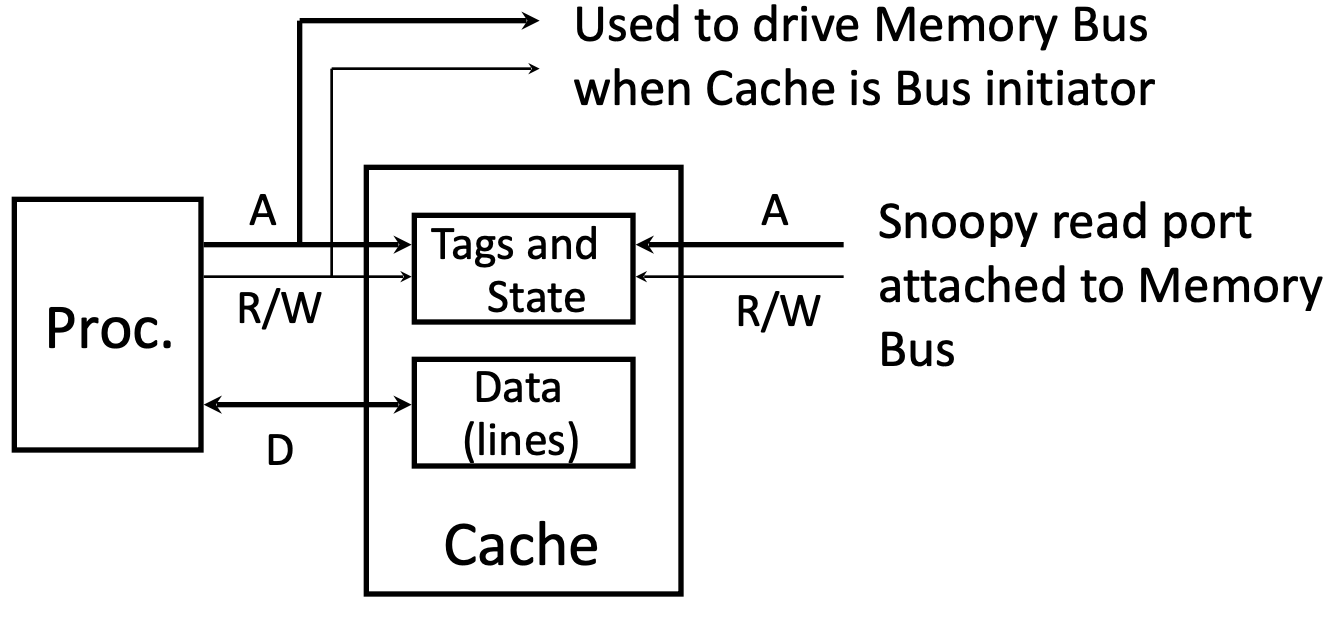 Used to drive Memory Bus
when Cache is Bus initiator
A
A
Snoopy read port
attached to Memory
Bus
Tags and
State
R/W
R/W
Proc.
Data
(lines)
D
Cache